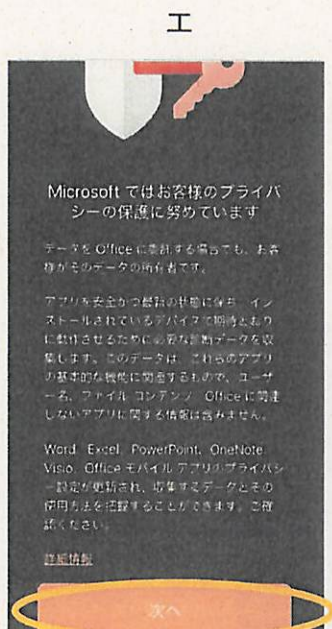 エ
Microsoft ではお客様のプライバ
シーの保護に努めています
データを Office に委託する場合でも、お客
様がそのデータの所有者です。
アプリを安全かつ最新の状態に保ち、イン
ストールされているデバイスで期待どおり
に動作させるために必要な診断データを収
集します。このデータは、これらのアプリ
の基本的な機能に関連するもので、ユーザ
ー名、ファイル コンテンツ、Office に関連
しないアプリに関する情報は含みません。
Word、Excel、PowerPoint、OneNote、
Visio、Office モバイル アプリのプライバシ
ー設定が更新され、収集するデータとその
使用方法を把握することができます。ご確
認ください。
詳細情報
次へ